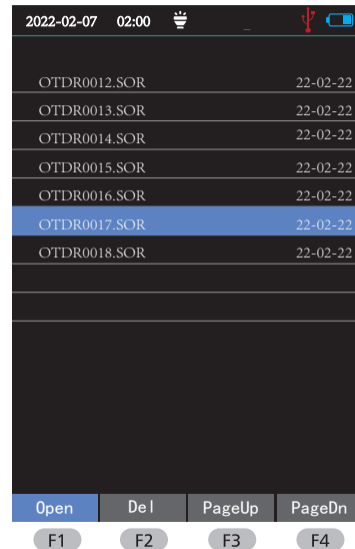 2022-02-07 02:00 _
OTDR0012.SOR 22-02-22
OTDR0013.SOR 22-02-22
OTDR0014.SOR 22-02-22
OTDR0015.SOR 22-02-22
OTDR0016.SOR 22-02-22
OTDR0017.SOR 22-02-22
OTDR0018.SOR 22-02-22
Open Del PageUp PageDn
F1 F2 F3 F4